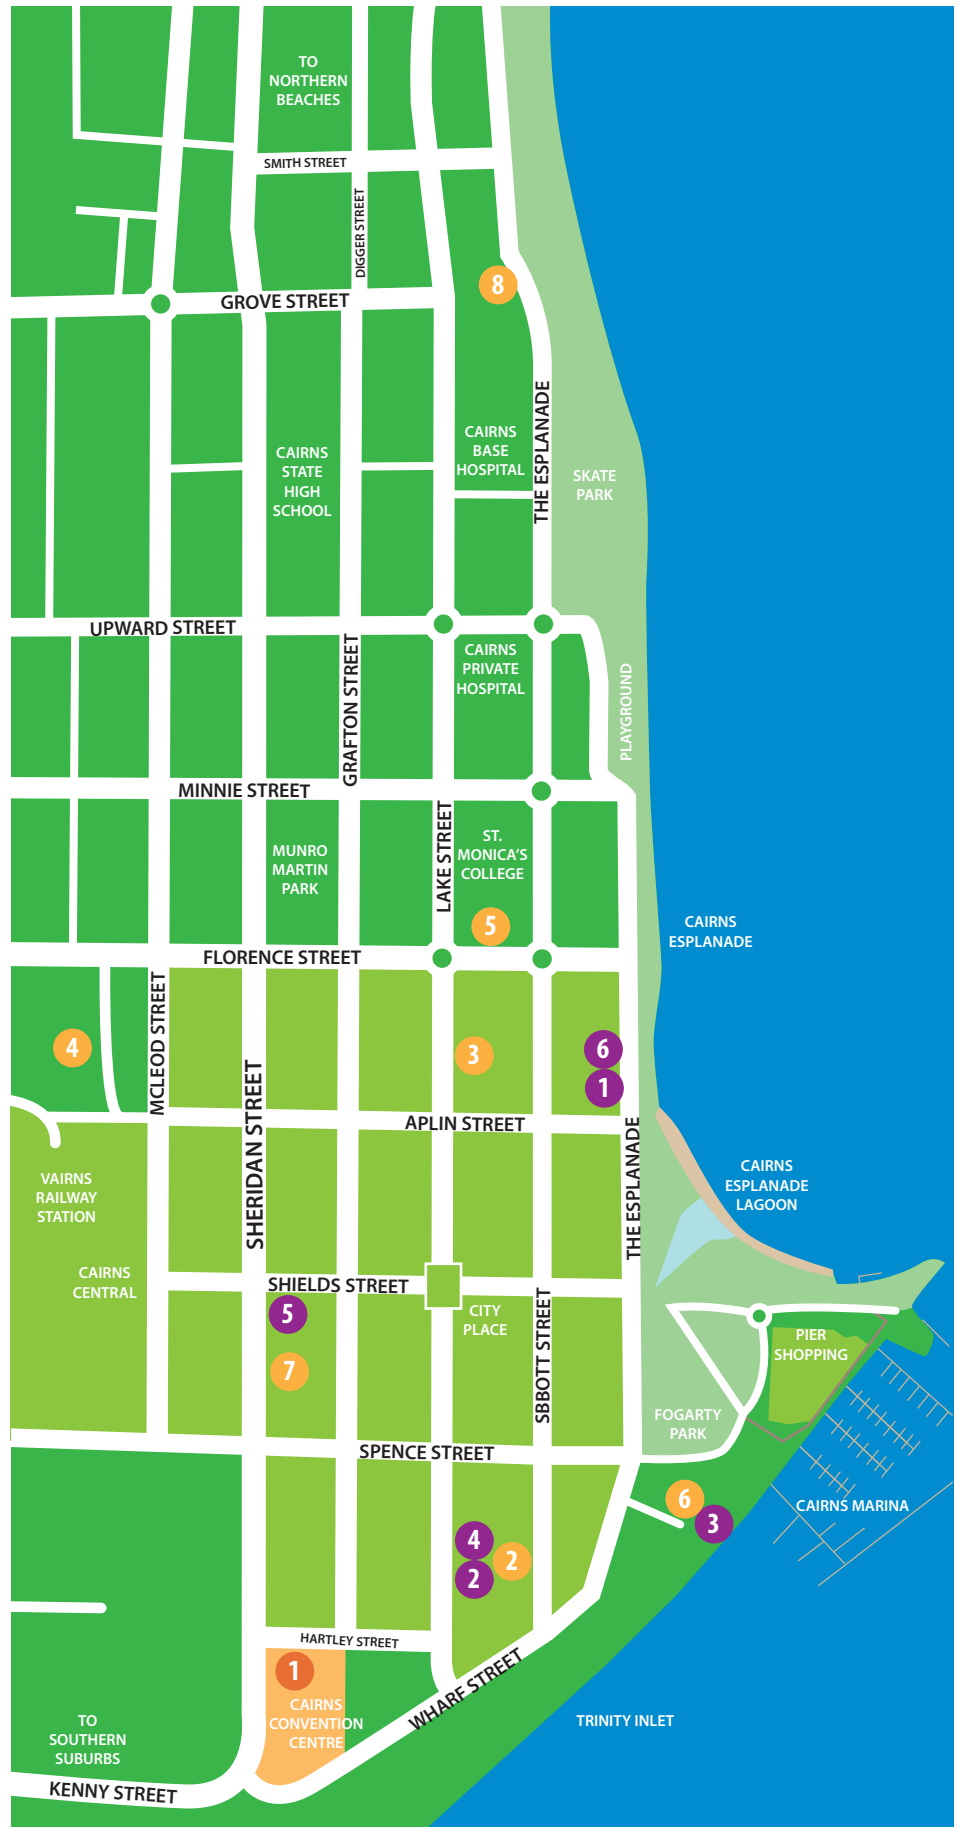 TO
NORTHERN
BEACHES
SMITH STREET
DIGGER STREET
8
GROVE STREET
THE ESPLANADE
CAIRNS
BASE
HOSPITAL
CAIRNS
STATE
HIGH
SCHOOL
SKATE
PARK
UPWARD STREET
GRAFTON STREET
CAIRNS
PRIVATE
HOSPITAL
PLAYGROUND
MINNIE STREET
LAKE STREET
ST.
MONICA'S
COLLEGE
MUNRO
MARTIN
PARK
5
CAIRNS
ESPLANADE
FLORENCE STREET
MCLEOD STREET
4
3
6
1
SHERIDAN STREET
APLIN STREET
THE ESPLANADE
VAIRNS
RAILWAY
STATION
CAIRNS
ESPLANADE
LAGOON
CAIRNS
CENTRAL
SHIELDS STREET
5
CITY
PLACE
SBBOTT STREET
PIER
SHOPPING
7
FOGARTY
PARK
SPENCE STREET
6
3
CAIRNS MARINA
4
2
2
HARTLEY STREET
1
CAIRNS
CONVENTION
CENTRE
WHARF STREET
TRINITY INLET
TO
SOUTHERN
SUBURBS
KENNY STREET